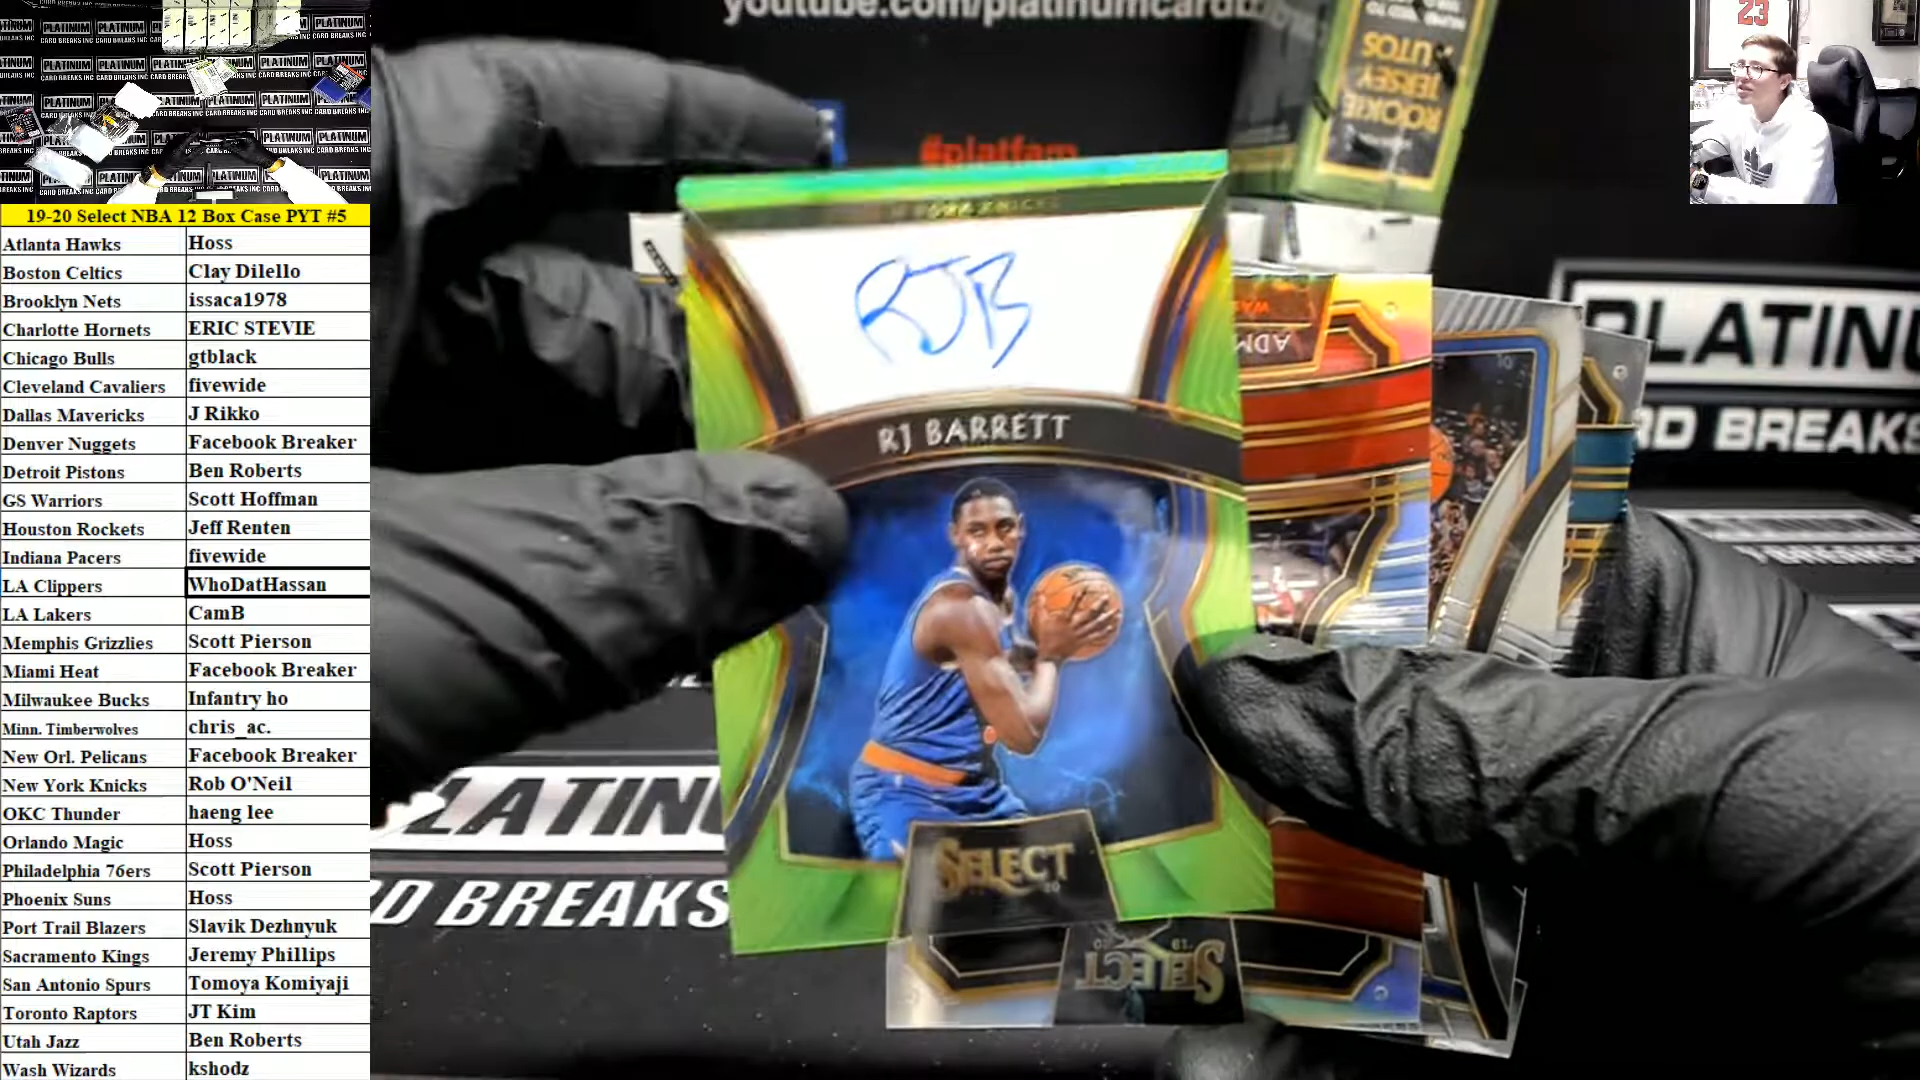 youtube.com/platinumcardb
#platfam
ROOKIE
JERSEY
AUTOS
23
19-20 Select NBA 12 Box Case PYT #5
Atlanta Hawks Hoss
Boston Celtics Clay Dilello
Brooklyn Nets issaca1978
Charlotte Hornets ERIC STEVIE
Chicago Bulls gtblack
Cleveland Cavaliers fivewide
Dallas Mavericks J Rikko
Denver Nuggets Facebook Breaker
Detroit Pistons Ben Roberts
GS Warriors Scott Hoffman
Houston Rockets Jeff Renten
Indiana Pacers fivewide
LA Clippers WhoDatHassan
LA Lakers CamB
Memphis Grizzlies Scott Pierson
Miami Heat Facebook Breaker
Milwaukee Bucks Infantry ho
Minn. Timberwolves chris_ac.
New Orl. Pelicans Facebook Breaker
New York Knicks Rob O'Neil
OKC Thunder haeng lee
Orlando Magic Hoss
Philadelphia 76ers Scott Pierson
Phoenix Suns Hoss
Port Trail Blazers Slavik Dezhnyuk
Sacramento Kings Jeremy Phillips
San Antonio Spurs Tomoya Komiyaji
Toronto Raptors JT Kim
Utah Jazz Ben Roberts
Wash Wizards kshodz
RJB
RJ BARRETT
SELECT
SELECT
PLATINU
RD BREAKS
LATINU
D BREAKS